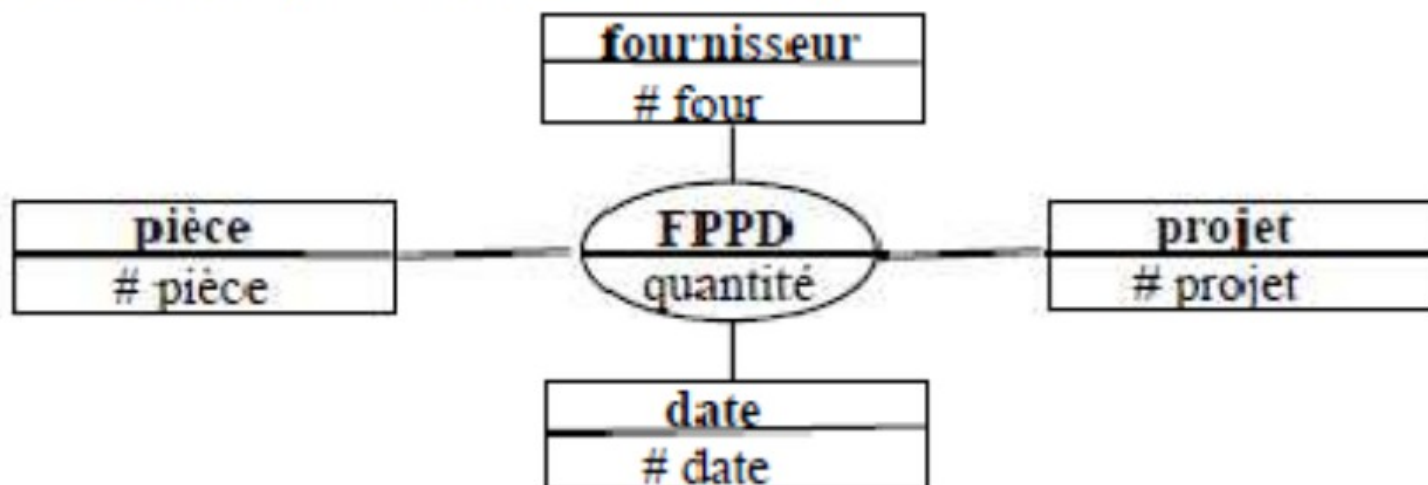 fournisseur
# four
pièce
# pièce
FPPD
quantité
projet
# projet
date
# date